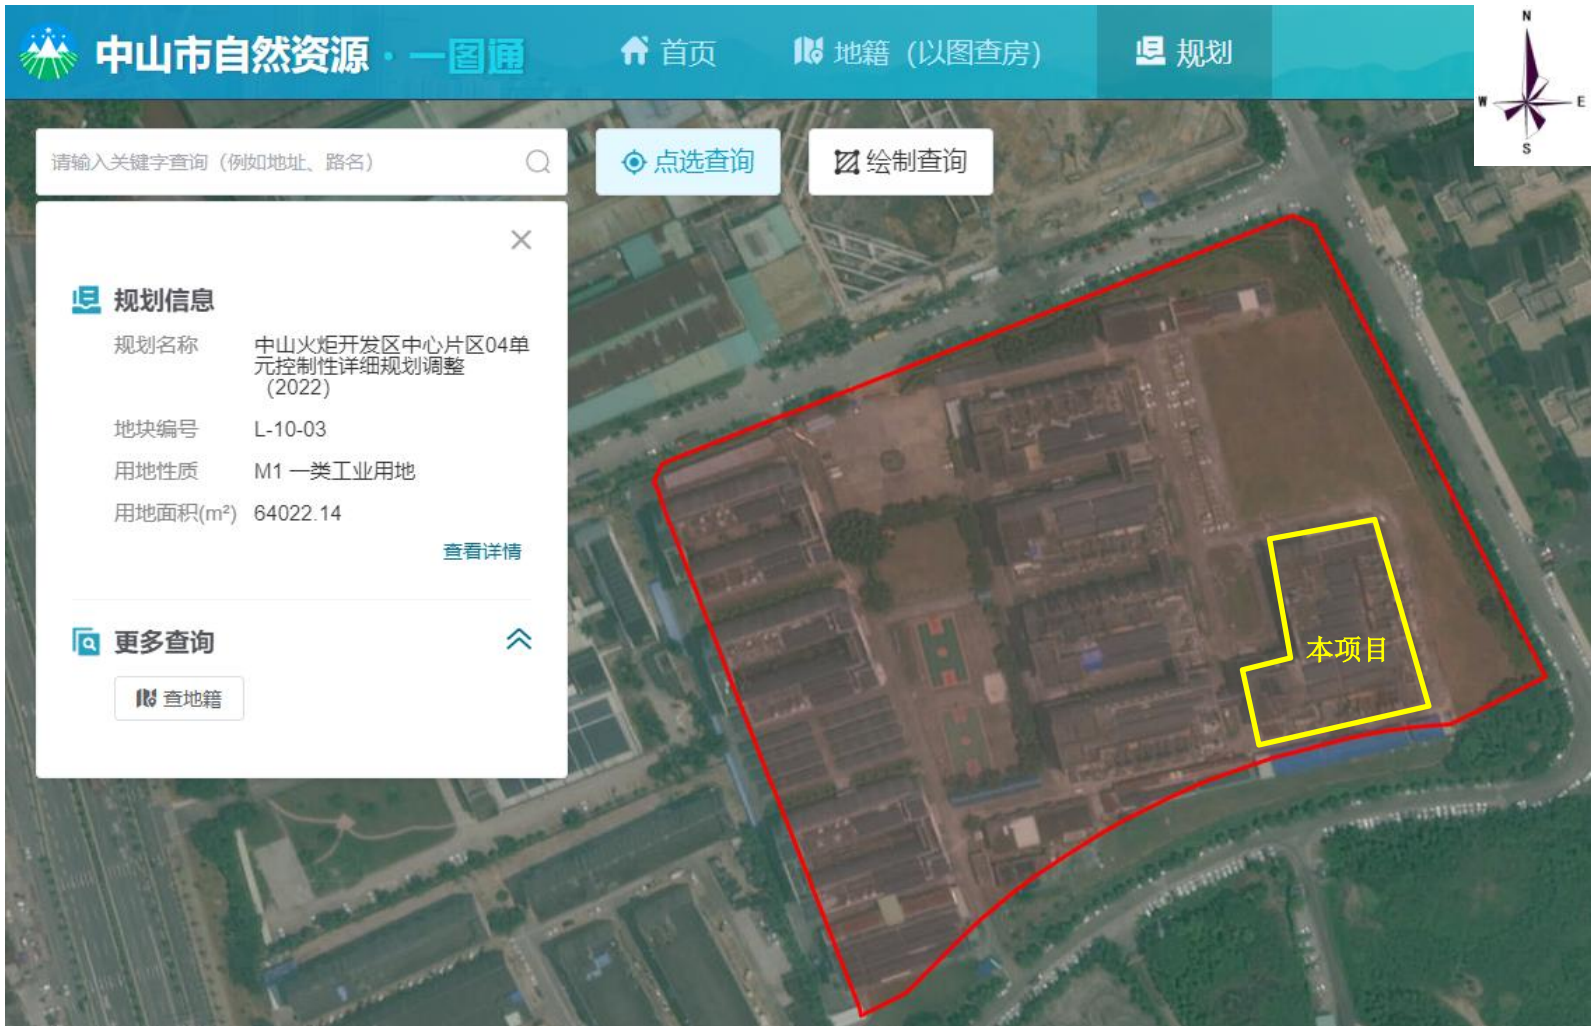 中山市自然资源·一图通
首页
地籍（以图查房）
规划
N
W
E
S
请输入关键字查询（例如地址、路名）
点选查询
绘制查询
规划信息
规划名称
中山火炬开发区中心片区04单
元控制性详细规划调整
（2022）
地块编号
L-10-03
用地性质
M1 一类工业用地
用地面积(m²)
64022.14
查看详情
更多查询
查地籍
本项目